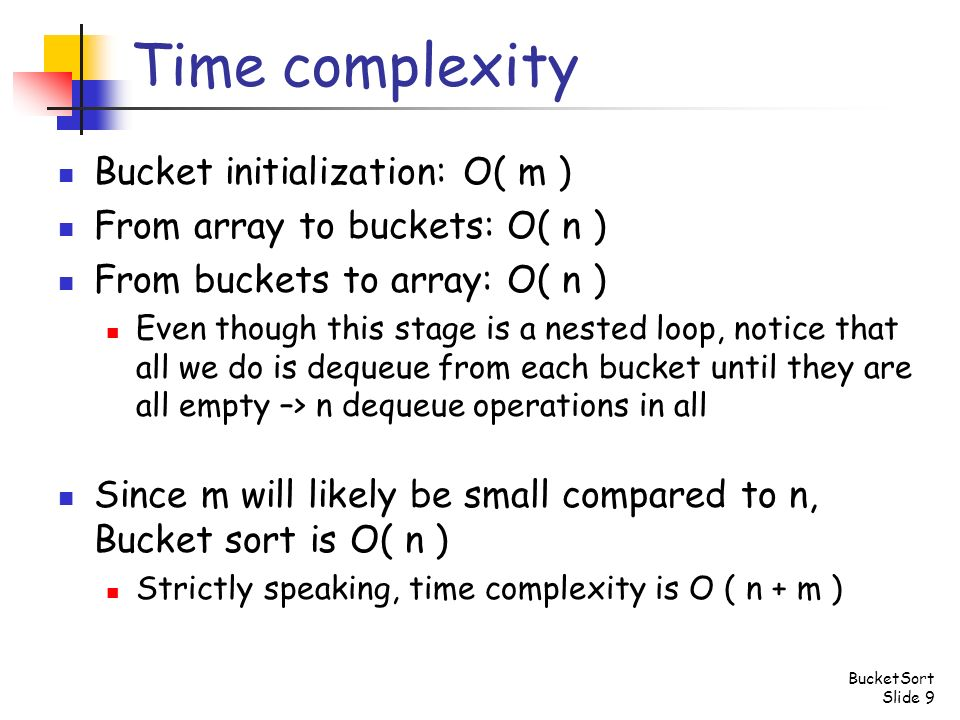 Time complexity
Bucket initialization: O( m )
From array to buckets: O( n )
From buckets to array: O( n )
Even though this stage is a nested loop, notice that
all we do is dequeue from each bucket until they are
all empty –> n dequeue operations in all
Since m will likely be small compared to n,
Bucket sort is O( n )
Strictly speaking, time complexity is O ( n + m )
BucketSort
Slide 9